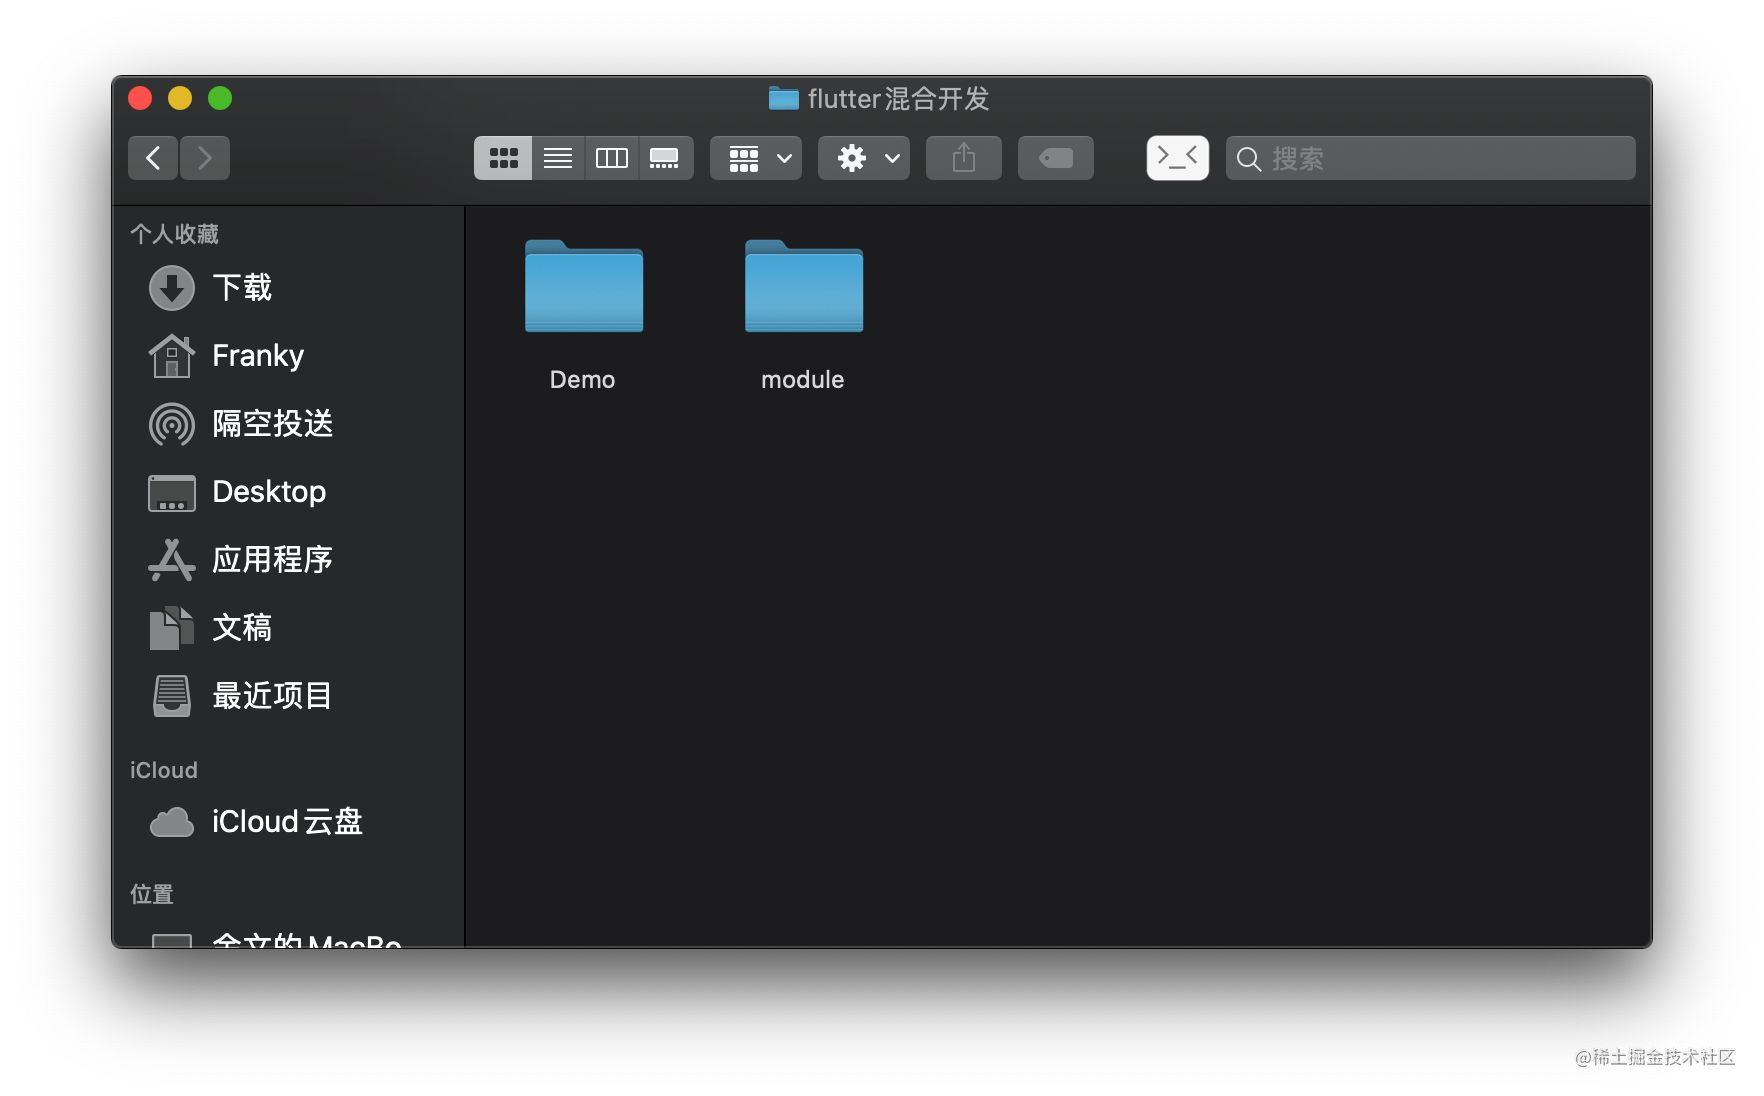 flutter混合开发
搜索
个人收藏
下载
Franky
隔空投送
Desktop
应用程序
文稿
最近项目
iCloud
iCloud云盘
位置
Demo
module
@稀土掘金技术社区